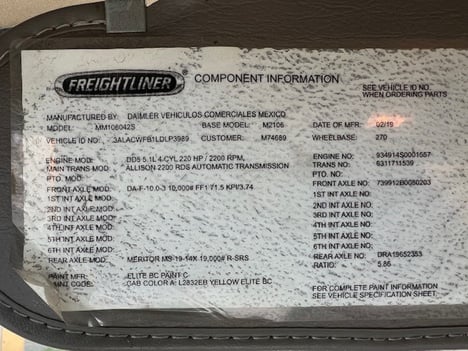 FREIGHTLINER COMPONENT INFORMATION
SEE VEHICLE ID NO.
WHEN ORDERING PARTS
MANUFACTURED BY: DAIMLER VEHICULOS COMERCIALES MEXICO
MODEL: MM106042S BASE MODEL: M2106 DATE OF MFR: 02/19
VEHICLE ID NO. 3ALACWFB1LDLP3989 CUSTOMER: M74689 WHEELBASE: 270
ENGINE MOD: DD5 5.1L 4-CYL 220 HP / 2200 RPM, ENGINE NO: 934914S0001557
MAIN TRANS MOD: ALLISON 2200 RDS AUTOMATIC TRANSMISSION TRANS NO: 6311711539
PTO. MOD: PTO. NO:
FRONT AXLE MOD: DA-F-10.0-3 10,000# FF1 71.5 KPI/3.74 FRONT AXLE NO: 739912B0080203
1ST INT AXLE MOD: 1ST INT AXLE NO:
2ND INT AXLE MOD: 2ND INT AXLE NO:
3RD INT AXLE MOD: 3RD INT AXLE NO:
4TH INT AXLE MOD: 4TH INT AXLE NO:
5TH INT AXLE MOD: 5TH INT AXLE NO:
6TH INT AXLE MOD: 6TH INT AXLE NO:
REAR AXLE MOD: MERITOR MS-19-14X 19,000# R-SRS REAR AXLE NO: DRA19652353
RATIO: 5.86
PAINT MFR: ELITE BC PAINT C FOR COMPLETE PAINT INFORMATION
PAINT CODE: CAB COLOR A: L2832EB YELLOW ELITE BC SEE VEHICLE SPECIFICATION SHEET.